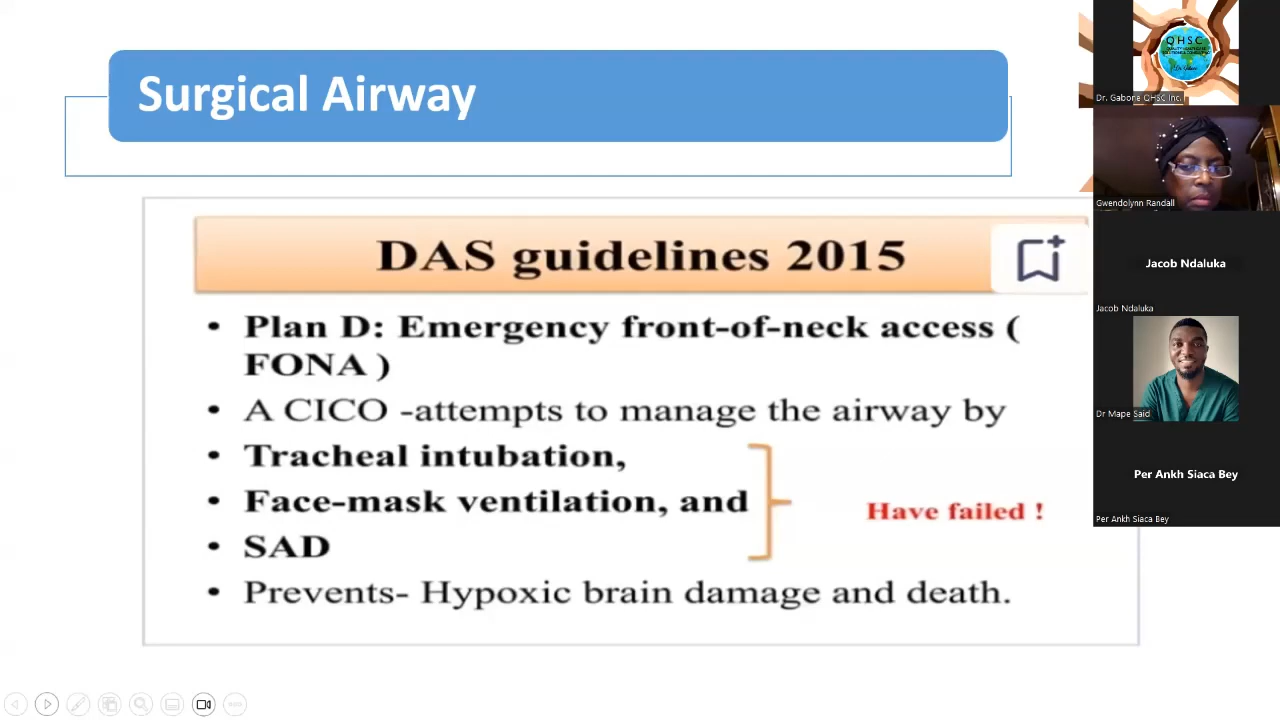 Surgical Airway
DAS guidelines 2015
• Plan D: Emergency front-of-neck access (
FONA )
• A CICO -attempts to manage the airway by
• Tracheal intubation,
• Face-mask ventilation, and
• SAD
Have failed !
• Prevents- Hypoxic brain damage and death.
QHSC
Dr. Gabone QHSC Inc.
Gwendolynn Randall
Jacob Ndaluka
Jacob Ndaluka
Dr Mape Said
Per Ankh Siaca Bey
Per Ankh Siaca Bey